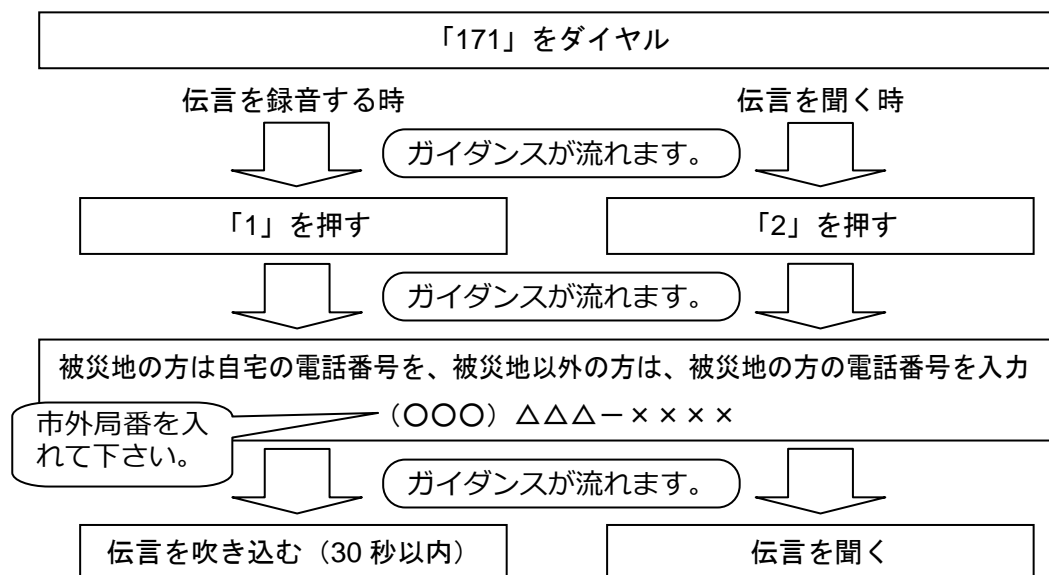 「171」をダイヤル
伝言を録音する時
伝言を聞く時
ガイダンスが流れます。
「1」を押す
「2」を押す
ガイダンスが流れます。
被災地の方は自宅の電話番号を、被災地以外の方は、被災地の方の電話番号を入力
（○○○）△△△－××××
市外局番を入
れて下さい。
ガイダンスが流れます。
伝言を吹き込む（30 秒以内）
伝言を聞く